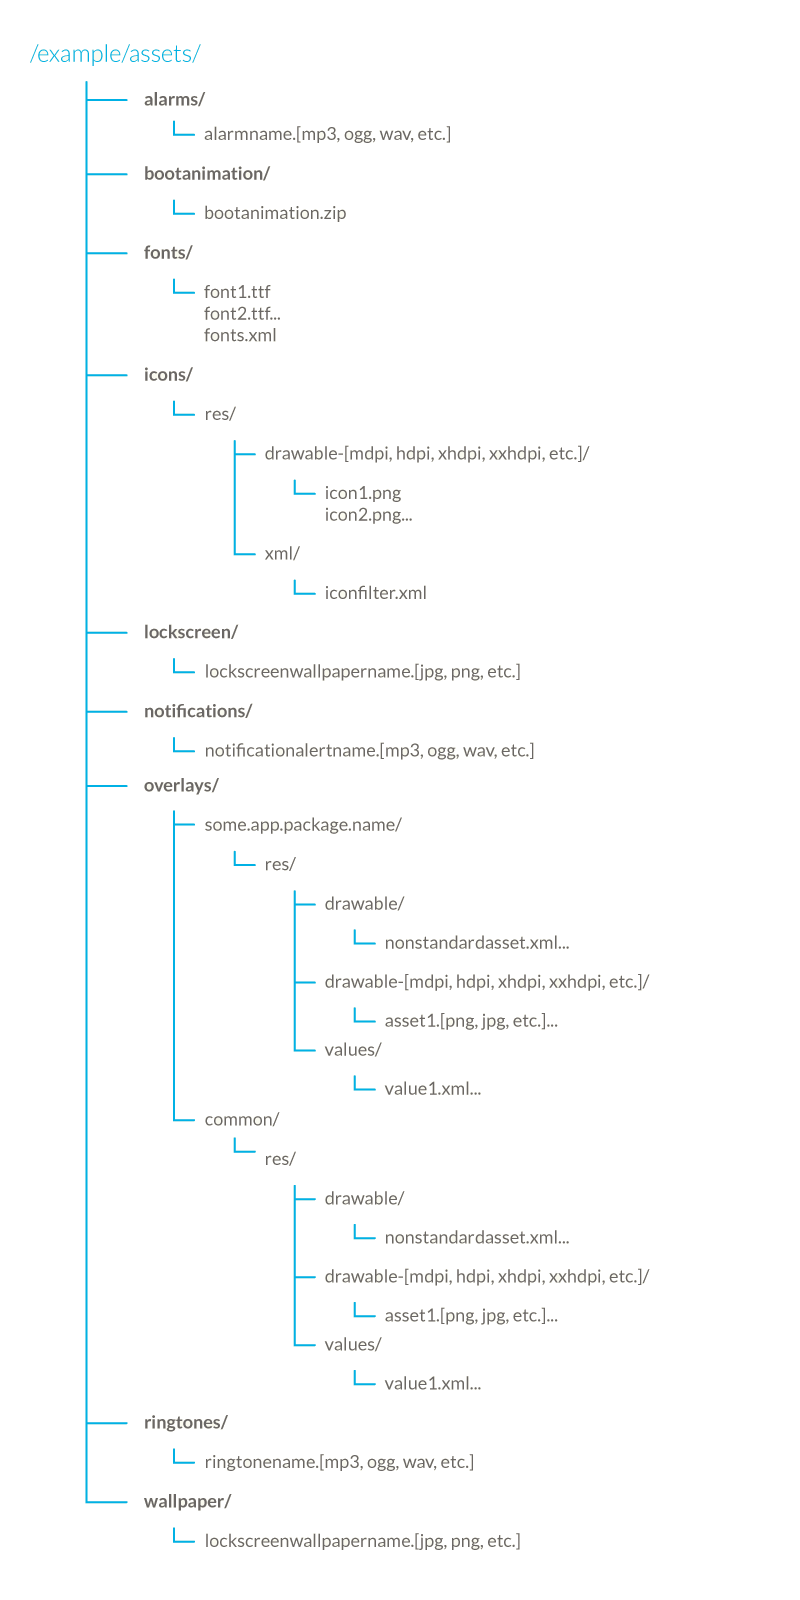 /example/assets/
alarms/
alarmname.[mp3, ogg, wav, etc.]
bootanimation/
bootanimation.zip
fonts/
font1.ttf
font2.ttf...
fonts.xml
icons/
res/
drawable-[mdpi, hdpi, xhdpi, xxhdpi, etc.]/
icon1.png
icon2.png...
xml/
iconfilter.xml
lockscreen/
lockscreenwallpapername.[jpg, png, etc.]
notifications/
notificationalertname.[mp3, ogg, wav, etc.]
overlays/
some.app.package.name/
res/
drawable/
nonstandardasset.xml...
drawable-[mdpi, hdpi, xhdpi, xxhdpi, etc.]/
asset1.[png, jpg, etc.]...
values/
value1.xml...
common/
res/
drawable/
nonstandardasset.xml...
drawable-[mdpi, hdpi, xhdpi, xxhdpi, etc.]/
asset1.[png, jpg, etc.]...
values/
value1.xml...
ringtones/
ringtonename.[mp3, ogg, wav, etc.]
wallpaper/
lockscreenwallpapername.[jpg, png, etc.]